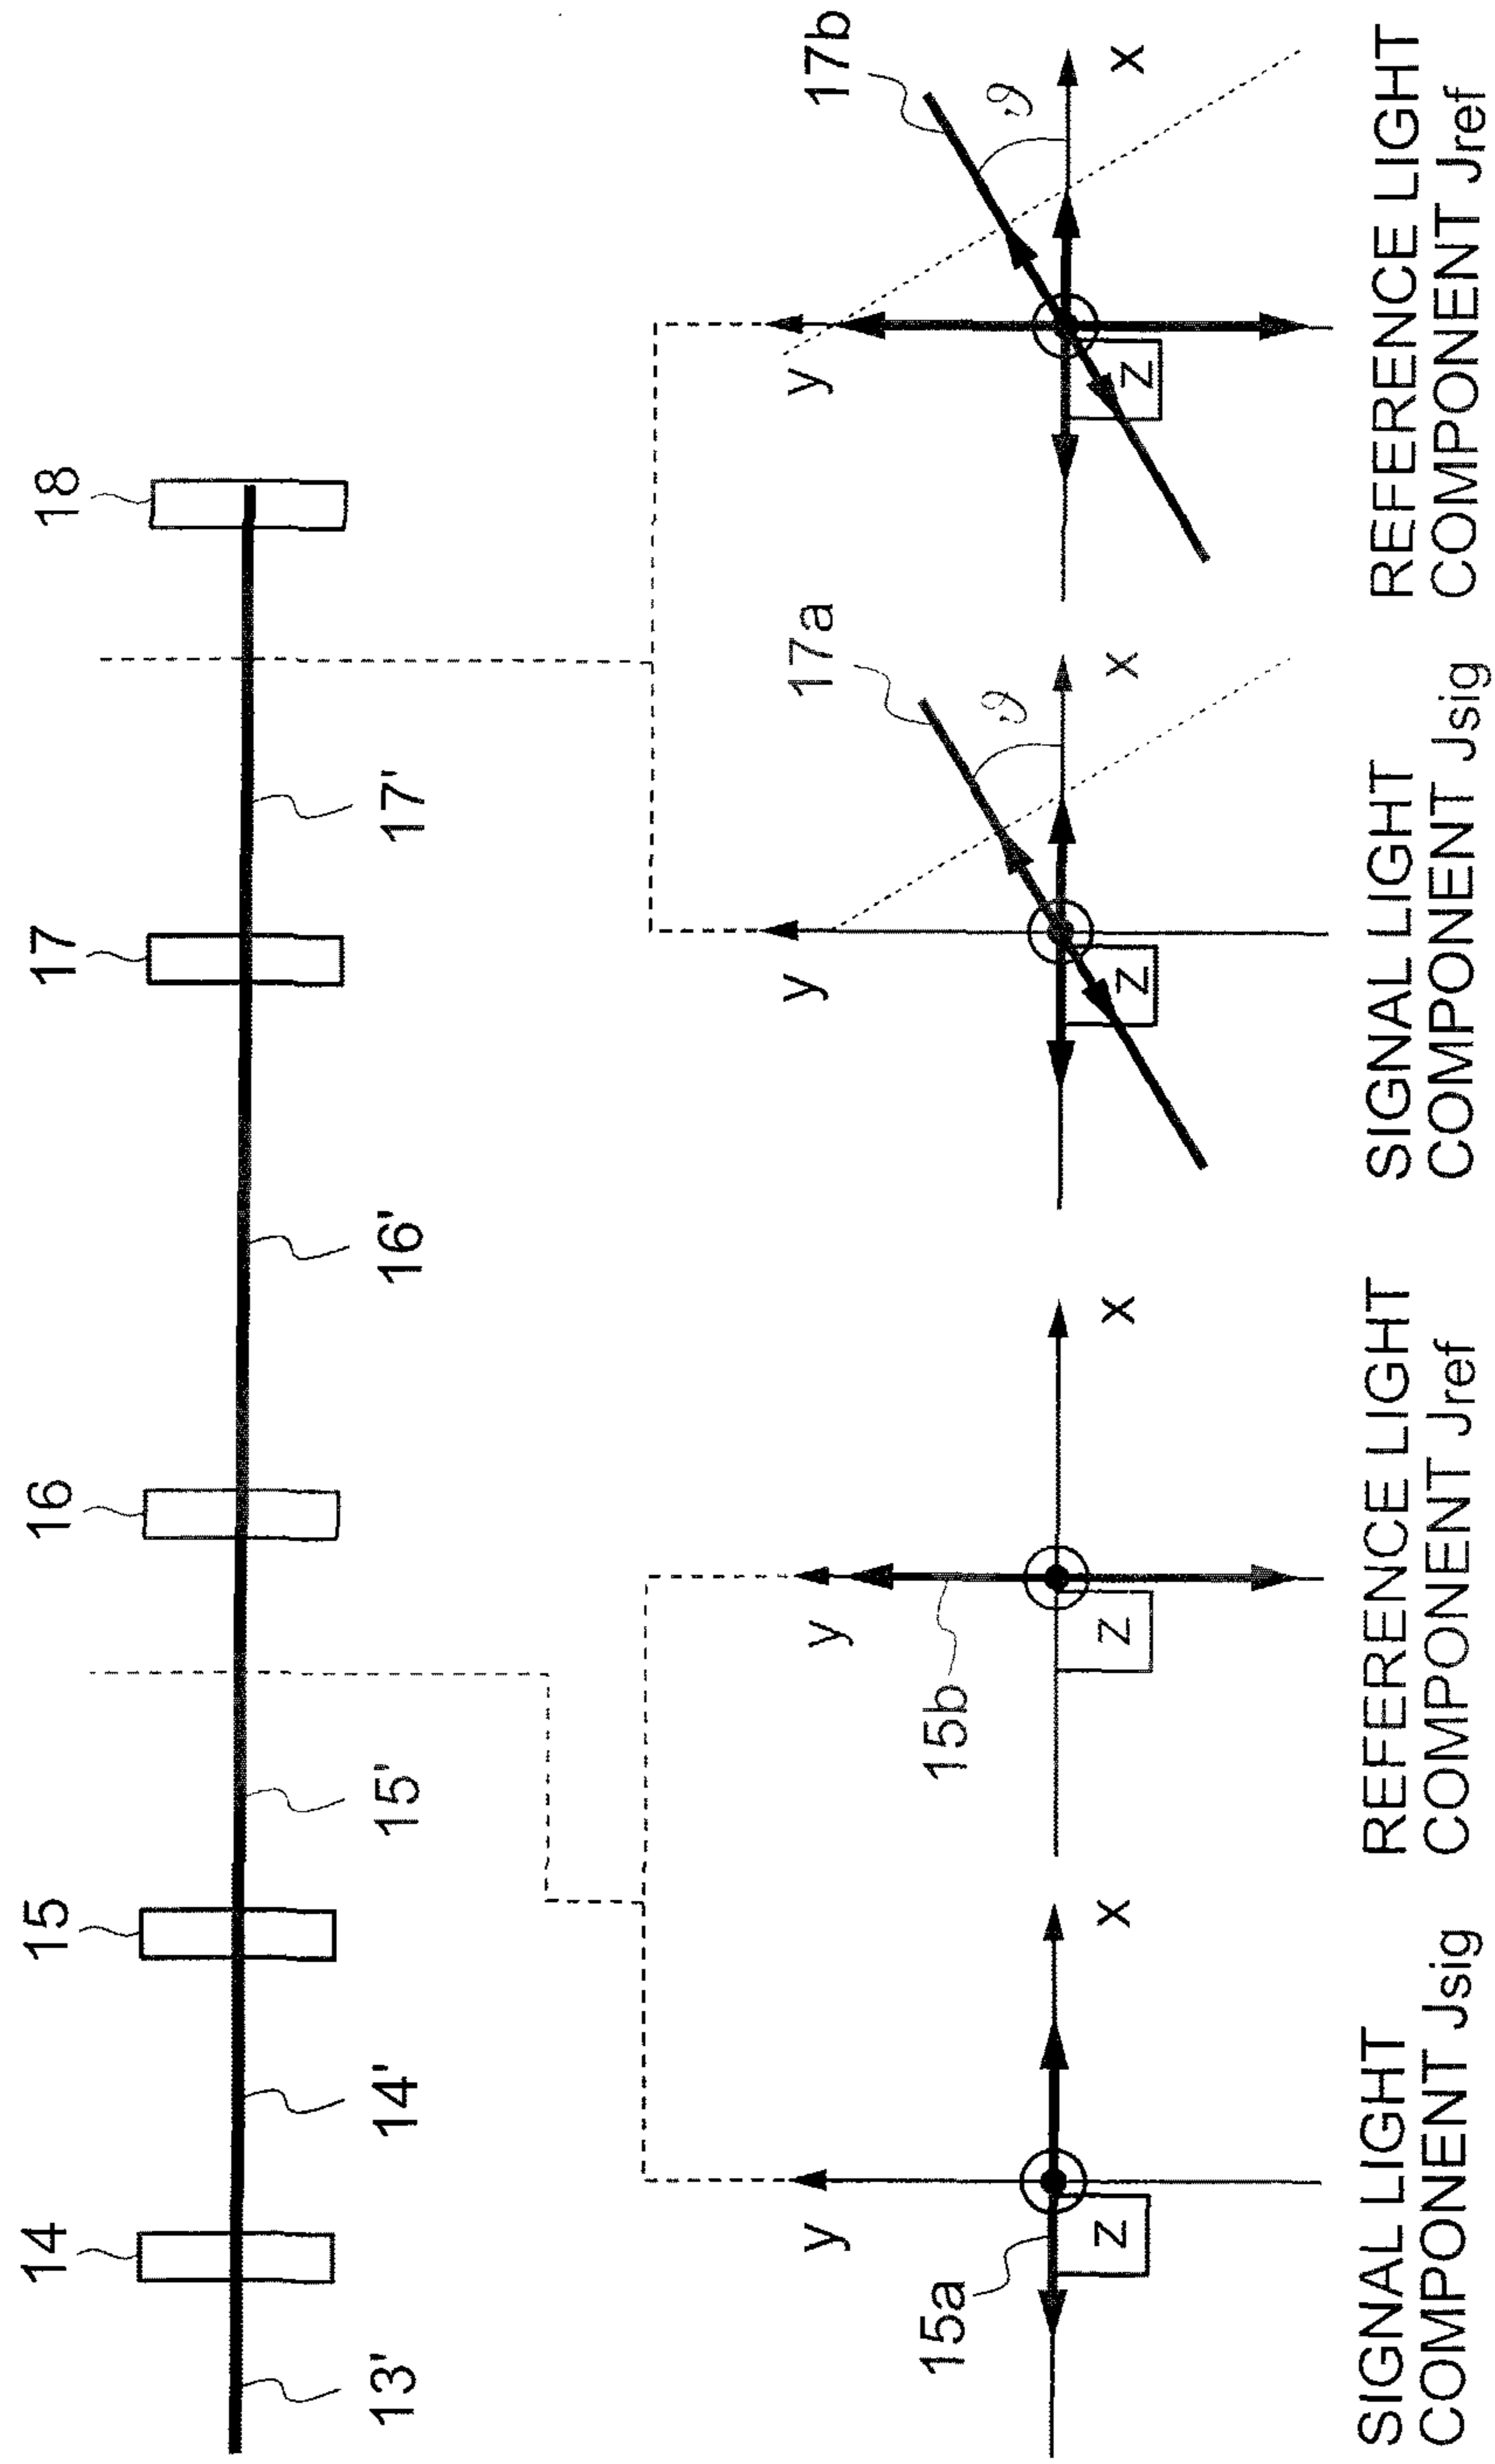 14
15
16
17
18
13'
14'
15'
16'
17'
y
x
z
15a
y
x
z
15b
y
x
z
ϑ
17a
y
x
z
ϑ
17b
SIGNAL LIGHT
COMPONENT Jsig
REFERENCE LIGHT
COMPONENT Jref
SIGNAL LIGHT
COMPONENT Jsig
REFERENCE LIGHT
COMPONENT Jref